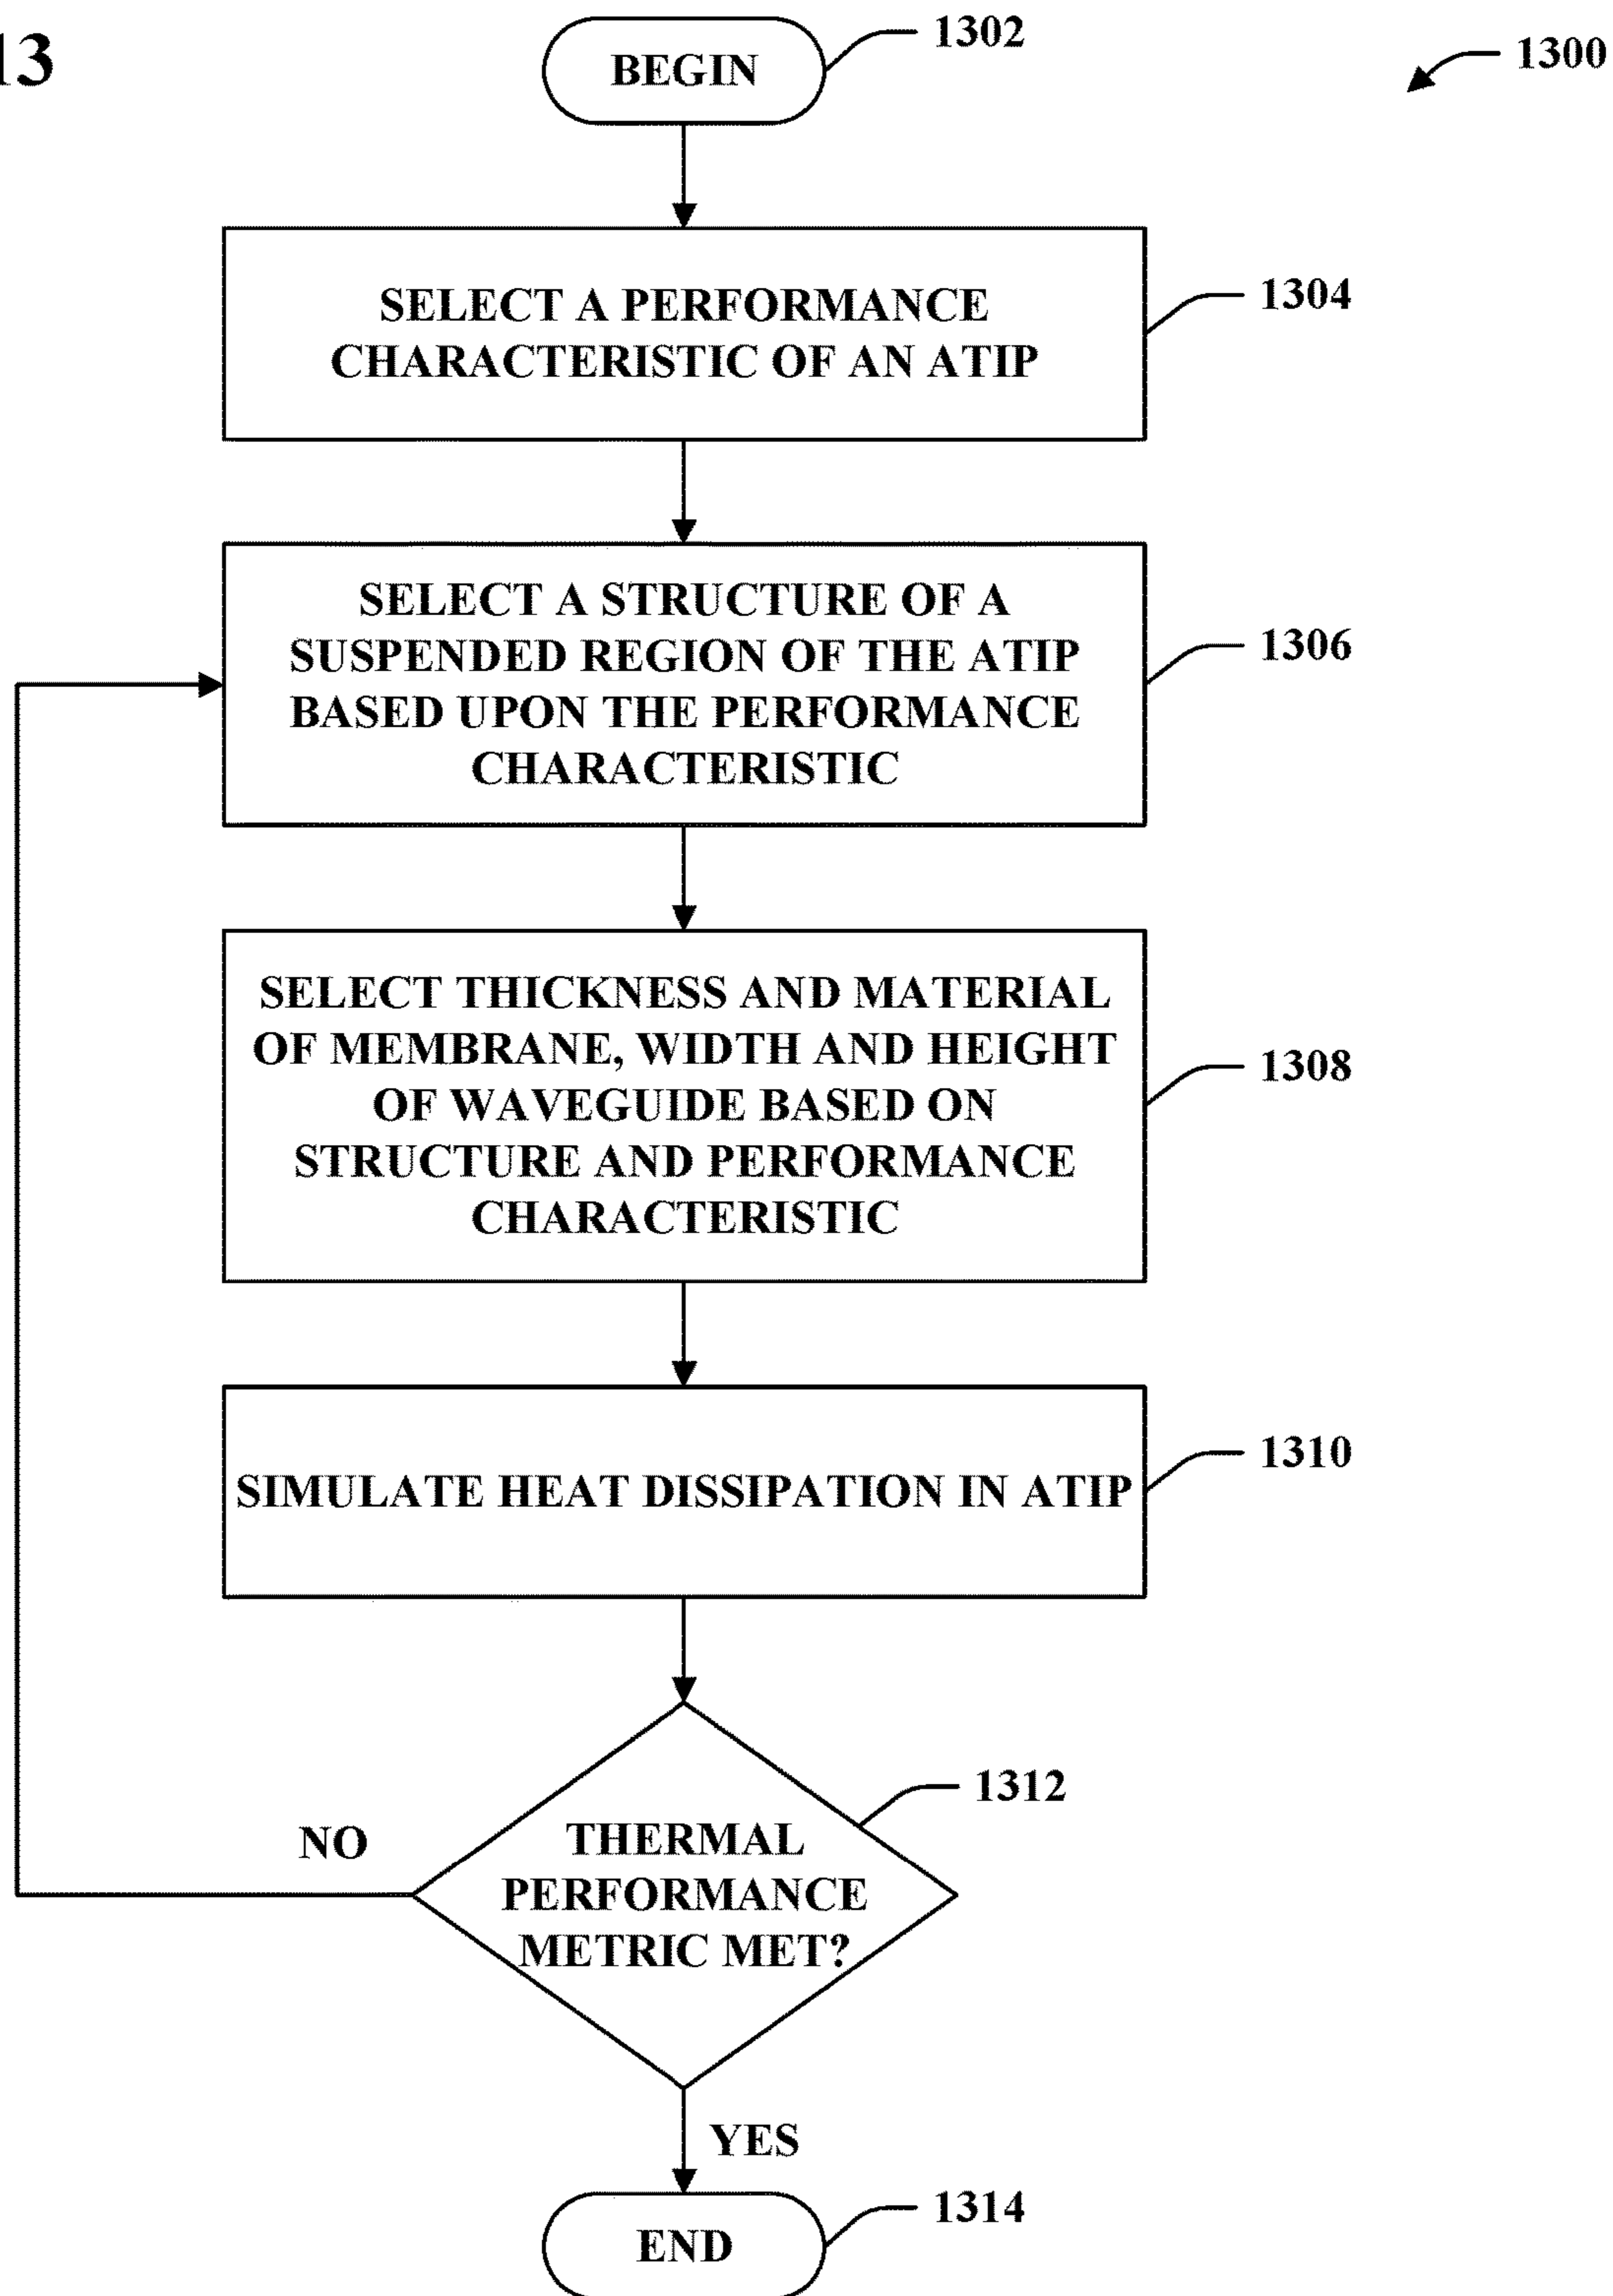 13
1300
BEGIN
1302
SELECT A PERFORMANCE
CHARACTERISTIC OF AN ATIP
1304
SELECT A STRUCTURE OF A
SUSPENDED REGION OF THE ATIP
BASED UPON THE PERFORMANCE
CHARACTERISTIC
1306
SELECT THICKNESS AND MATERIAL
OF MEMBRANE, WIDTH AND HEIGHT
OF WAVEGUIDE BASED ON
STRUCTURE AND PERFORMANCE
CHARACTERISTIC
1308
SIMULATE HEAT DISSIPATION IN ATIP
1310
THERMAL
PERFORMANCE
METRIC MET?
1312
NO
YES
END
1314